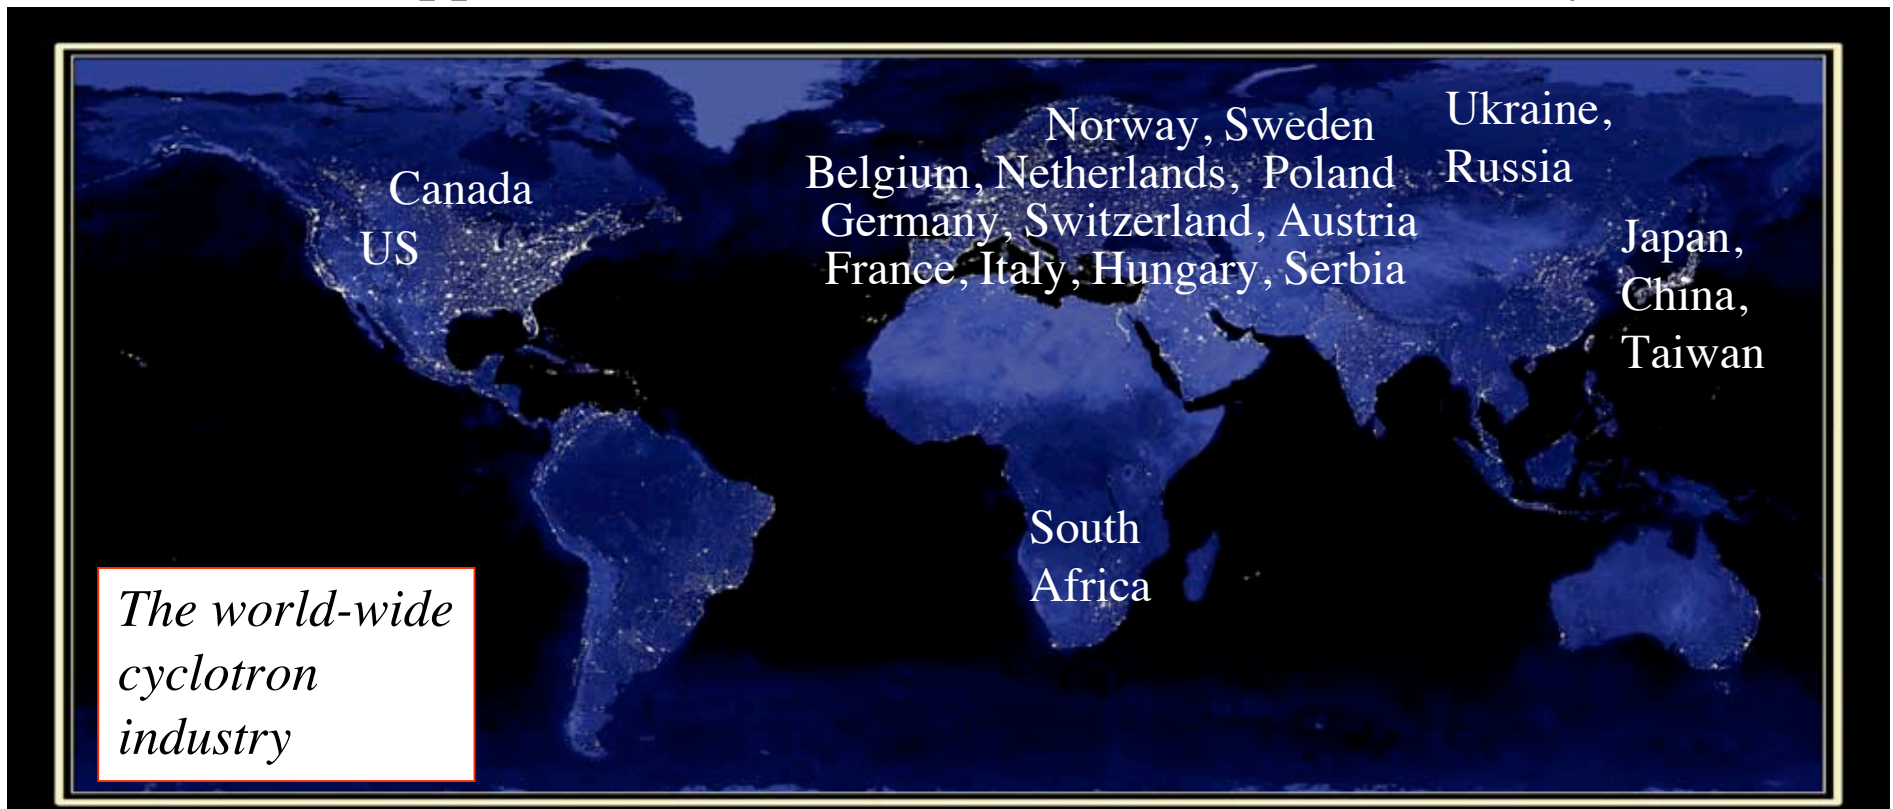 Canada
US
Norway, Sweden
Belgium, Netherlands, Poland
Germany, Switzerland, Austria
France, Italy, Hungary, Serbia
Ukraine,
Russia
Japan,
China,
Taiwan
South
Africa
The world-wide
cyclotron
industry